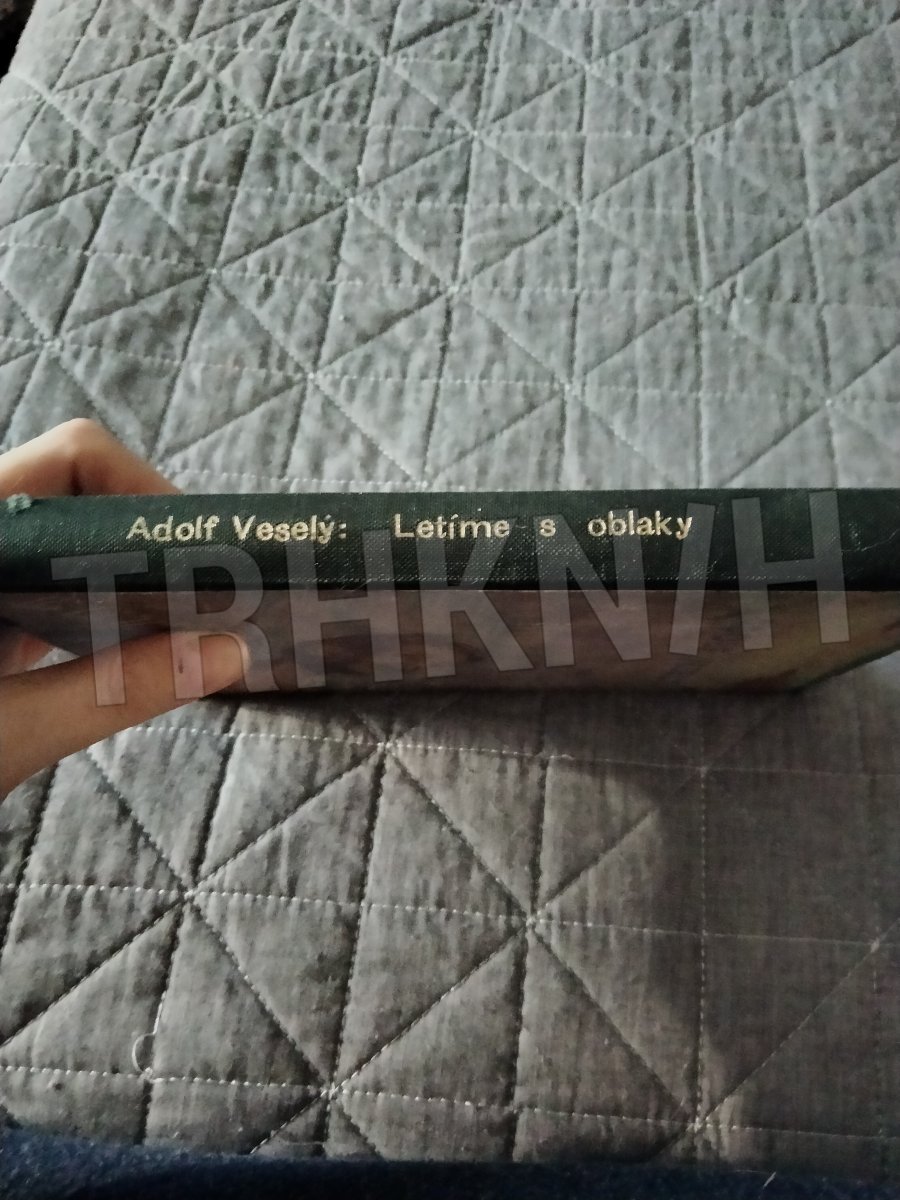 Adolf Veselý: Letíme s oblaky
TRHKNIH